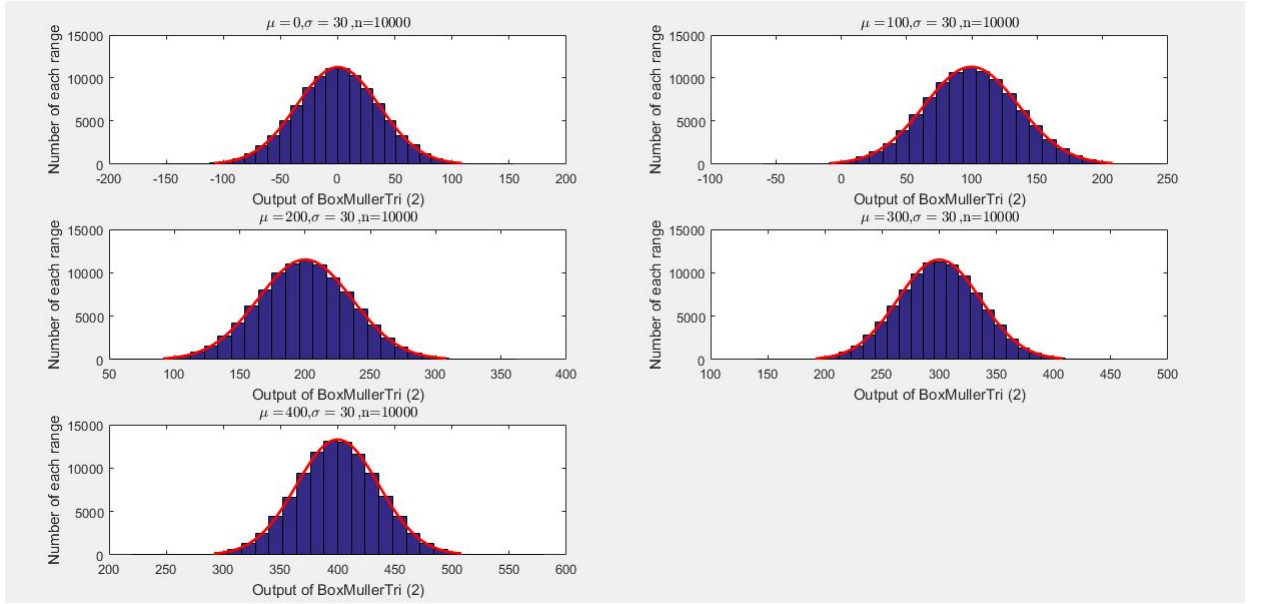 μ = 0,σ = 30 ,n=10000
Number of each range
15000
10000
5000
0
-200 -150 -100 -50 0 50 100 150 200
Output of BoxMullerTri (2)
μ = 100,σ = 30 ,n=10000
Number of each range
15000
10000
5000
0
-100 -50 0 50 100 150 200 250
Output of BoxMullerTri (2)
μ = 200,σ = 30 ,n=10000
Number of each range
15000
10000
5000
0
50 100 150 200 250 300 350 400
Output of BoxMullerTri (2)
μ = 300,σ = 30 ,n=10000
Number of each range
15000
10000
5000
0
100 150 200 250 300 350 400 450 500
Output of BoxMullerTri (2)
μ = 400,σ = 30 ,n=10000
Number of each range
15000
10000
5000
0
200 250 300 350 400 450 500 550 600
Output of BoxMullerTri (2)